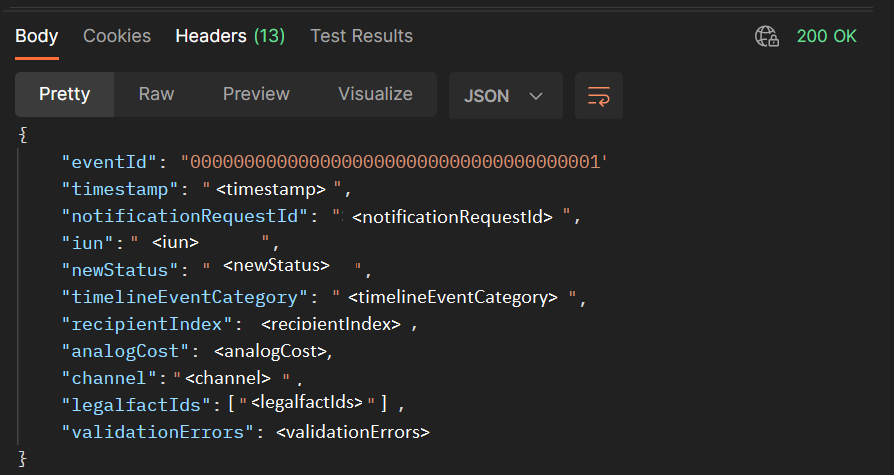 Body Cookies Headers (13) Test Results 200 OK
Pretty Raw Preview Visualize JSON
{
"eventId": "00000000000000000000000000000000000001'
"timestamp": " <timestamp> ",
"notificationRequestId": " <notificationRequestId> ",
"iun":" <iun> ",
"newStatus": " <newStatus> ",
"timelineEventCategory": " <timelineEventCategory> ",
"recipientIndex": <recipientIndex> ,
"analogCost": <analogCost>,
"channel":"<channel> ",
"legalfactIds":["<legalfactIds>"] ,
"validationErrors": <validationErrors>
}